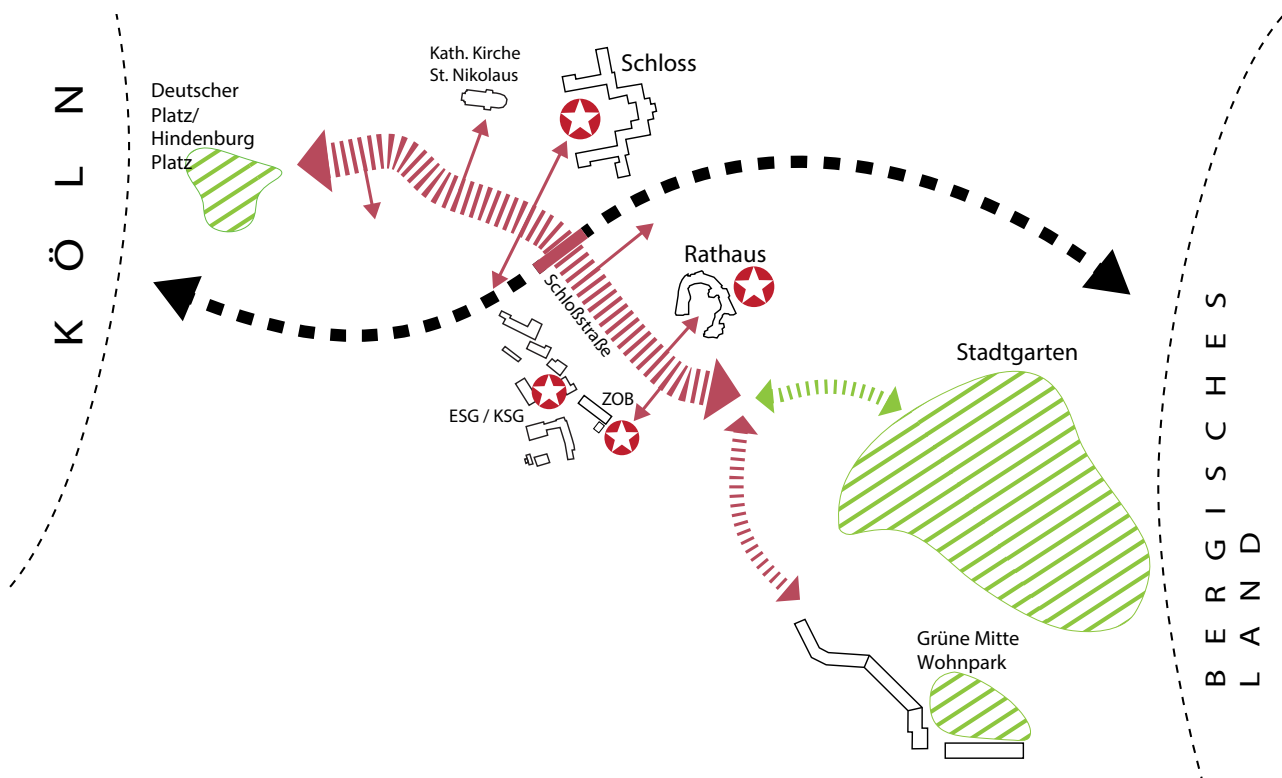 KÖLN
Deutscher
Platz/
Hindenburg
Platz
Kath. Kirche
St. Nikolaus
Schloss
Rathaus
Schloßstraße
Stadtgarten
ZOB
ESG / KSG
Grüne Mitte
Wohnpark
BERGISCHES
LAND